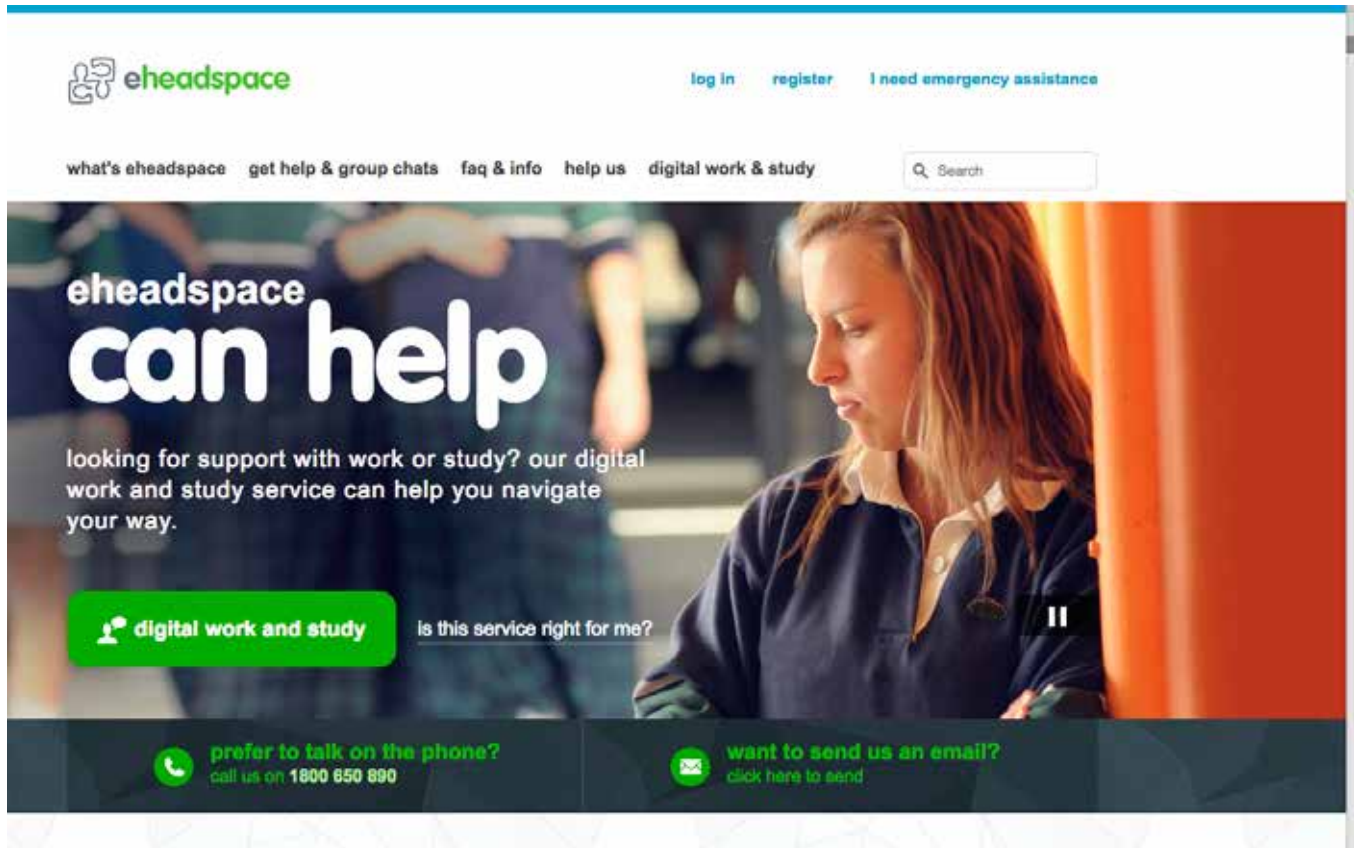 eheadspace
log in register I need emergency assistance
what's eheadspace get help & group chats faq & info help us digital work & study Search
eheadspace
can help
looking for support with work or study? our digital
work and study service can help you navigate
your way.
digital work and study Is this service right for me?
prefer to talk on the phone?
call us on 1800 650 890
want to send us an email?
click here to send